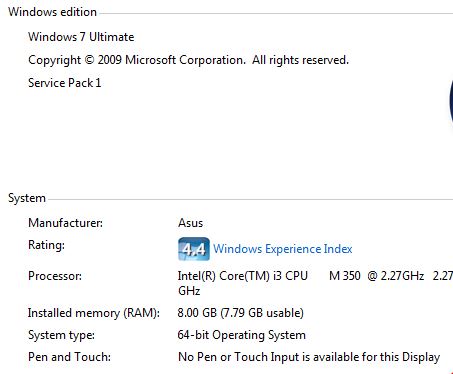 Windows edition
Windows 7 Ultimate
Copyright © 2009 Microsoft Corporation. All rights reserved.
Service Pack 1
System
Manufacturer: Asus
Rating: 4,4 Windows Experience Index
Processor: Intel(R) Core(TM) i3 CPU M 350 @ 2.27GHz 2.27
GHz
Installed memory (RAM): 8.00 GB (7.79 GB usable)
System type: 64-bit Operating System
Pen and Touch: No Pen or Touch Input is available for this Display